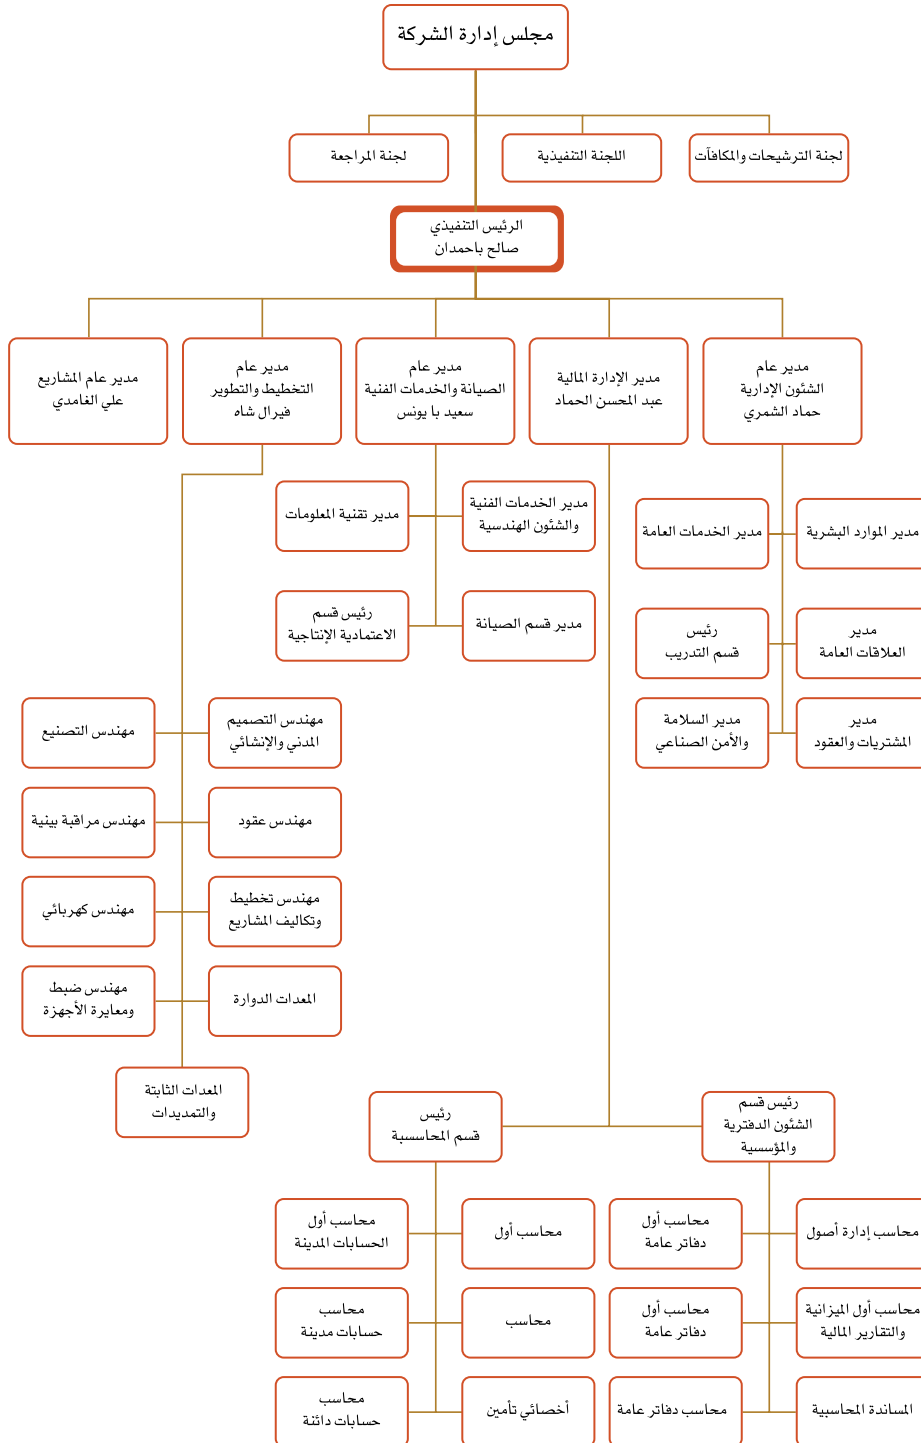 مجلس إدارة الشركة
لجنة الترشيحات والمكافآت
اللجنة التنفيذية
لجنة المراجعة
الرئيس التنفيذي
صالح باحمدان
مدير عام
الشئون الإدارية
حماد الشمري
مدير الإدارة المالية
عبد المحسن الحماد
مدير عام
الصيانة والخدمات الفنية
سعيد با يونس
مدير عام
التخطيط والتطوير
فيرال شاه
مدير عام المشاريع
علي الغامدي
مدير الموارد البشرية
مدير الخدمات العامة
مدير
العلاقات العامة
رئيس
قسم التدريب
مدير
المشتريات والعقود
مدير السلامة
والأمن الصناعي
مدير الخدمات الفنية
والشئون الهندسية
مدير تقنية المعلومات
مدير قسم الصيانة
رئيس قسم
الاعتمادية الإنتاجية
مهندس التصميم
المدني والإنشائي
مهندس التصنيع
مهندس عقود
مهندس مراقبة بينية
مهندس تخطيط
وتكاليف المشاريع
مهندس كهربائي
المعدات الدوارة
مهندس ضبط
ومعايرة الأجهزة
المعدات الثابتة
والتمديدات
رئيس قسم
الشئون الدفترية
والمؤسسية
رئيس
قسم المحاسسبة
محاسب إدارة أصول
محاسب أول
دفاتر عامة
محاسب أول الميزانية
والتقارير المالية
محاسب أول
دفاتر عامة
المساندة المحاسبية
محاسب دفاتر عامة
محاسب أول
محاسب أول
الحسابات المدينة
محاسب
محاسب
حسابات مدينة
أخصائي تأمين
محاسب
حسابات دائنة